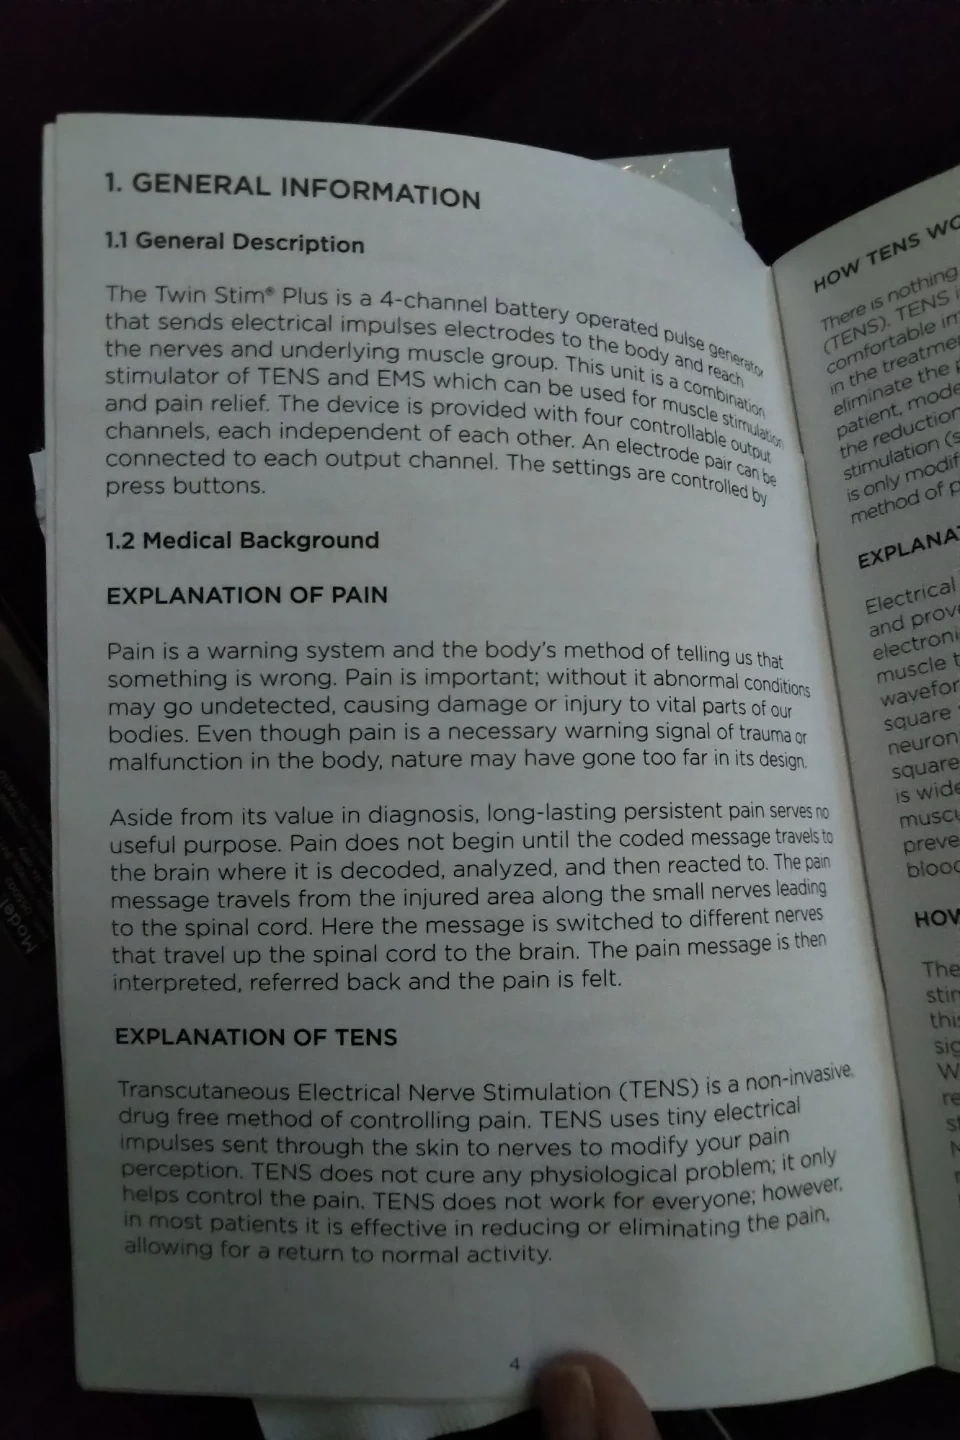 1. GENERAL INFORMATION
1.1 General Description
The Twin Stim® Plus is a 4-channel battery operated pulse generator
that sends electrical impulses electrodes to the body and reach
the nerves and underlying muscle group. This unit is a combination
stimulator of TENS and EMS which can be used for muscle stimulation
and pain relief. The device is provided with four controllable output
channels, each independent of each other. An electrode pair can be
connected to each output channel. The settings are controlled by
press buttons.
1.2 Medical Background
EXPLANATION OF PAIN
Pain is a warning system and the body's method of telling us that
something is wrong. Pain is important; without it abnormal conditions
may go undetected, causing damage or injury to vital parts of our
bodies. Even though pain is a necessary warning signal of trauma or
malfunction in the body, nature may have gone too far in its design.
Aside from its value in diagnosis, long-lasting persistent pain serves no
useful purpose. Pain does not begin until the coded message travels to
the brain where it is decoded, analyzed, and then reacted to. The pain
message travels from the injured area along the small nerves leading
to the spinal cord. Here the message is switched to different nerves
that travel up the spinal cord to the brain. The pain message is then
interpreted, referred back and the pain is felt.
EXPLANATION OF TENS
Transcutaneous Electrical Nerve Stimulation (TENS) is a non-invasive,
drug free method of controlling pain. TENS uses tiny electrical
impulses sent through the skin to nerves to modify your pain
perception. TENS does not cure any physiological problem; it only
helps control the pain. TENS does not work for everyone; however,
in most patients it is effective in reducing or eliminating the pain,
allowing for a return to normal activity.
4
HOW TENS WO
There is nothing
(TENS). TENS i
comfortable im
in the treatme
eliminate the p
patient, mode
the reduction
stimulation (s
is only modif
method of p
EXPLANA
Electrical
and prov
electroni
muscle t
wavefor
square
neuron
square
is wide
muscu
preve
blood
HOW
The
stim
this
sig
W
re
st
Model